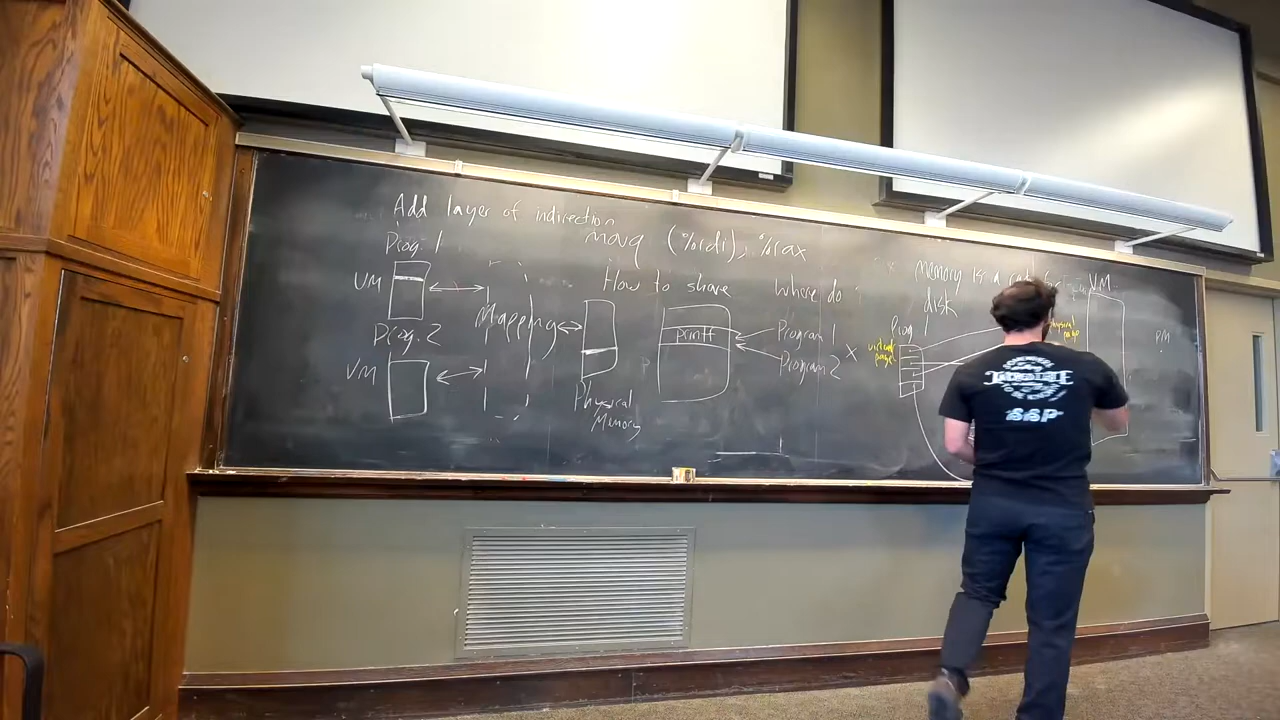 Add layer of indirection
movq (%rdi), %rax
Prog. 1
VM
Mapping
Prog. 2
VM
Physical
Memory
How to share
printf
Where do
Program 1
Program 2
x
memory is a
disk
Prog 1
virtual
page
physical
page
VM
PM
SSP